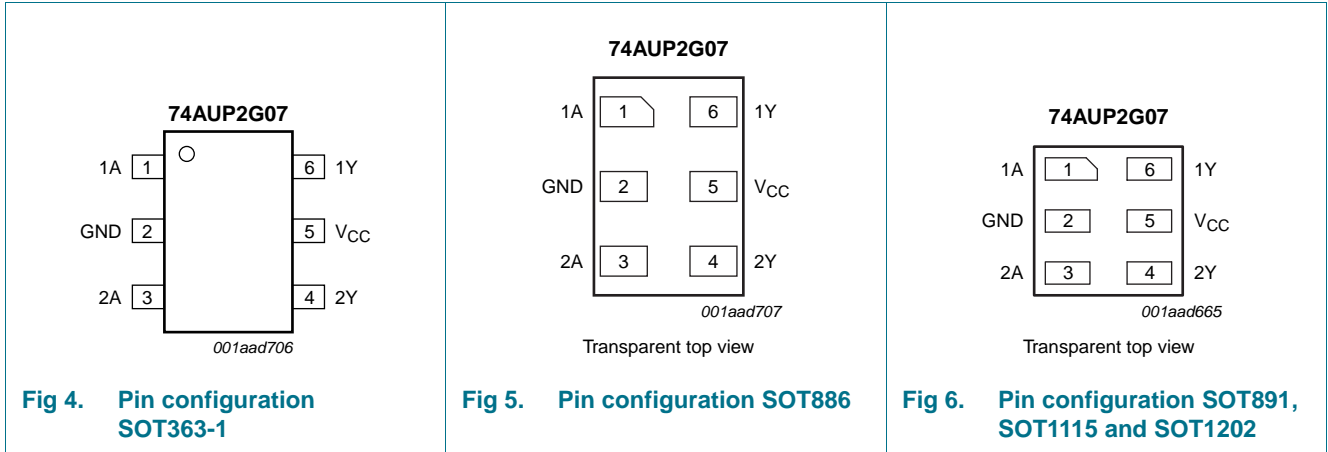 74AUP2G07
1A 1 6 1Y
GND 2 5 VCC
2A 3 4 2Y
001aad706
Fig 4. Pin configuration
SOT363-1
74AUP2G07
1A 1 6 1Y
GND 2 5 VCC
2A 3 4 2Y
001aad707
Transparent top view
Fig 5. Pin configuration SOT886
74AUP2G07
1A 1 6 1Y
GND 2 5 VCC
2A 3 4 2Y
001aad665
Transparent top view
Fig 6. Pin configuration SOT891,
SOT1115 and SOT1202